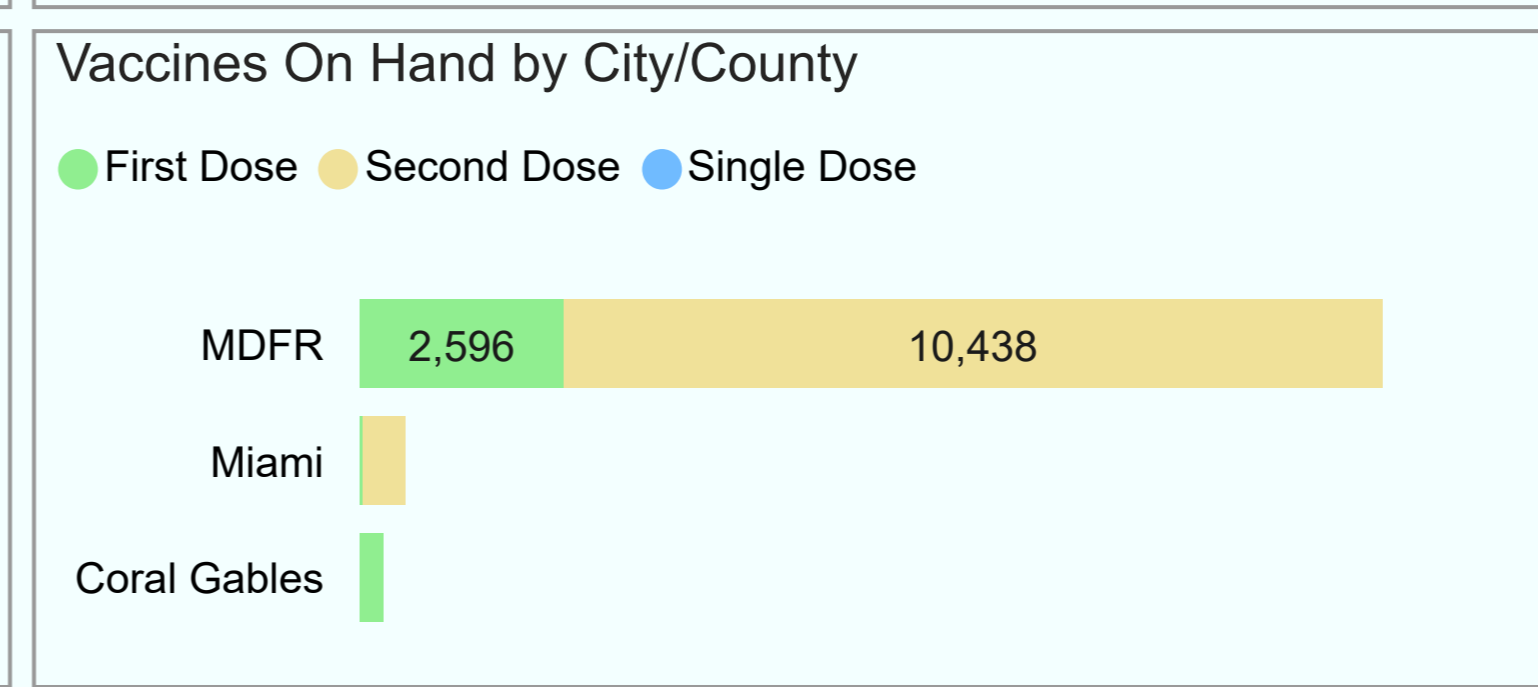 Vaccines On Hand by City/County
First Dose Second Dose Single Dose
MDFR 2,596 10,438
Miami
Coral Gables